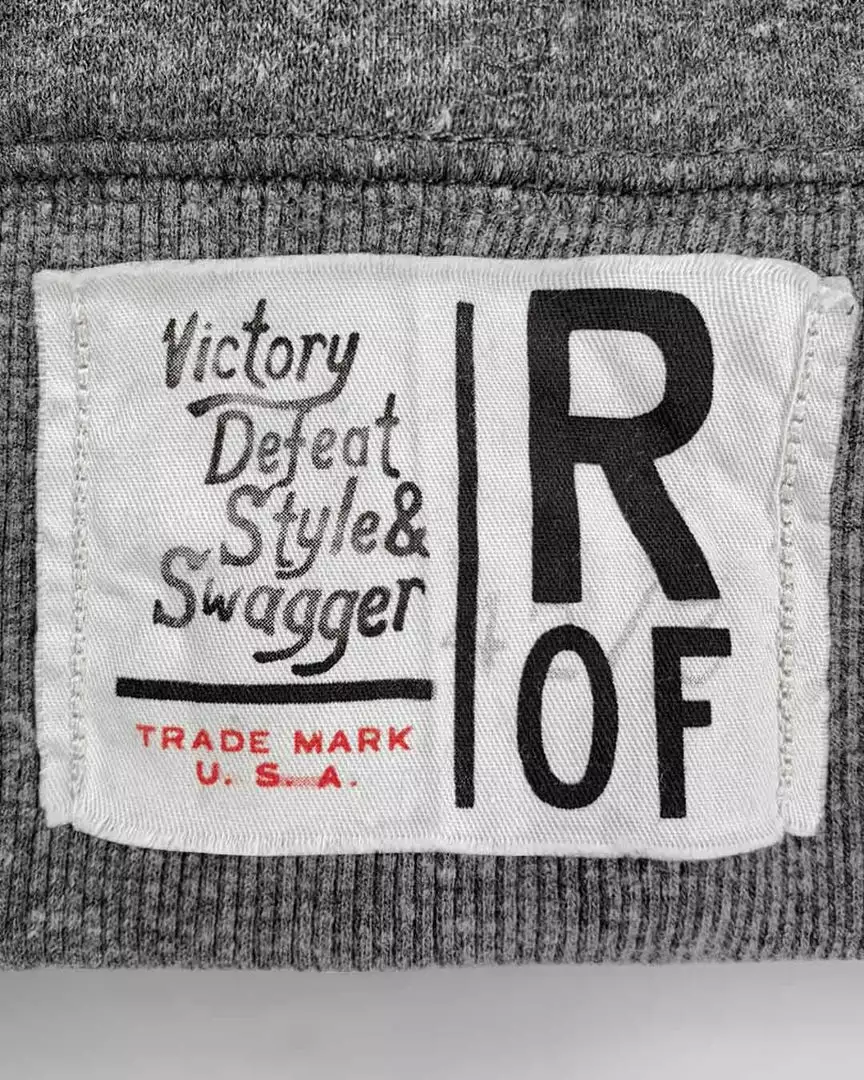 Victory
Defeat
Style&
Swagger
TRADE MARK
U. S. A.
R
OF